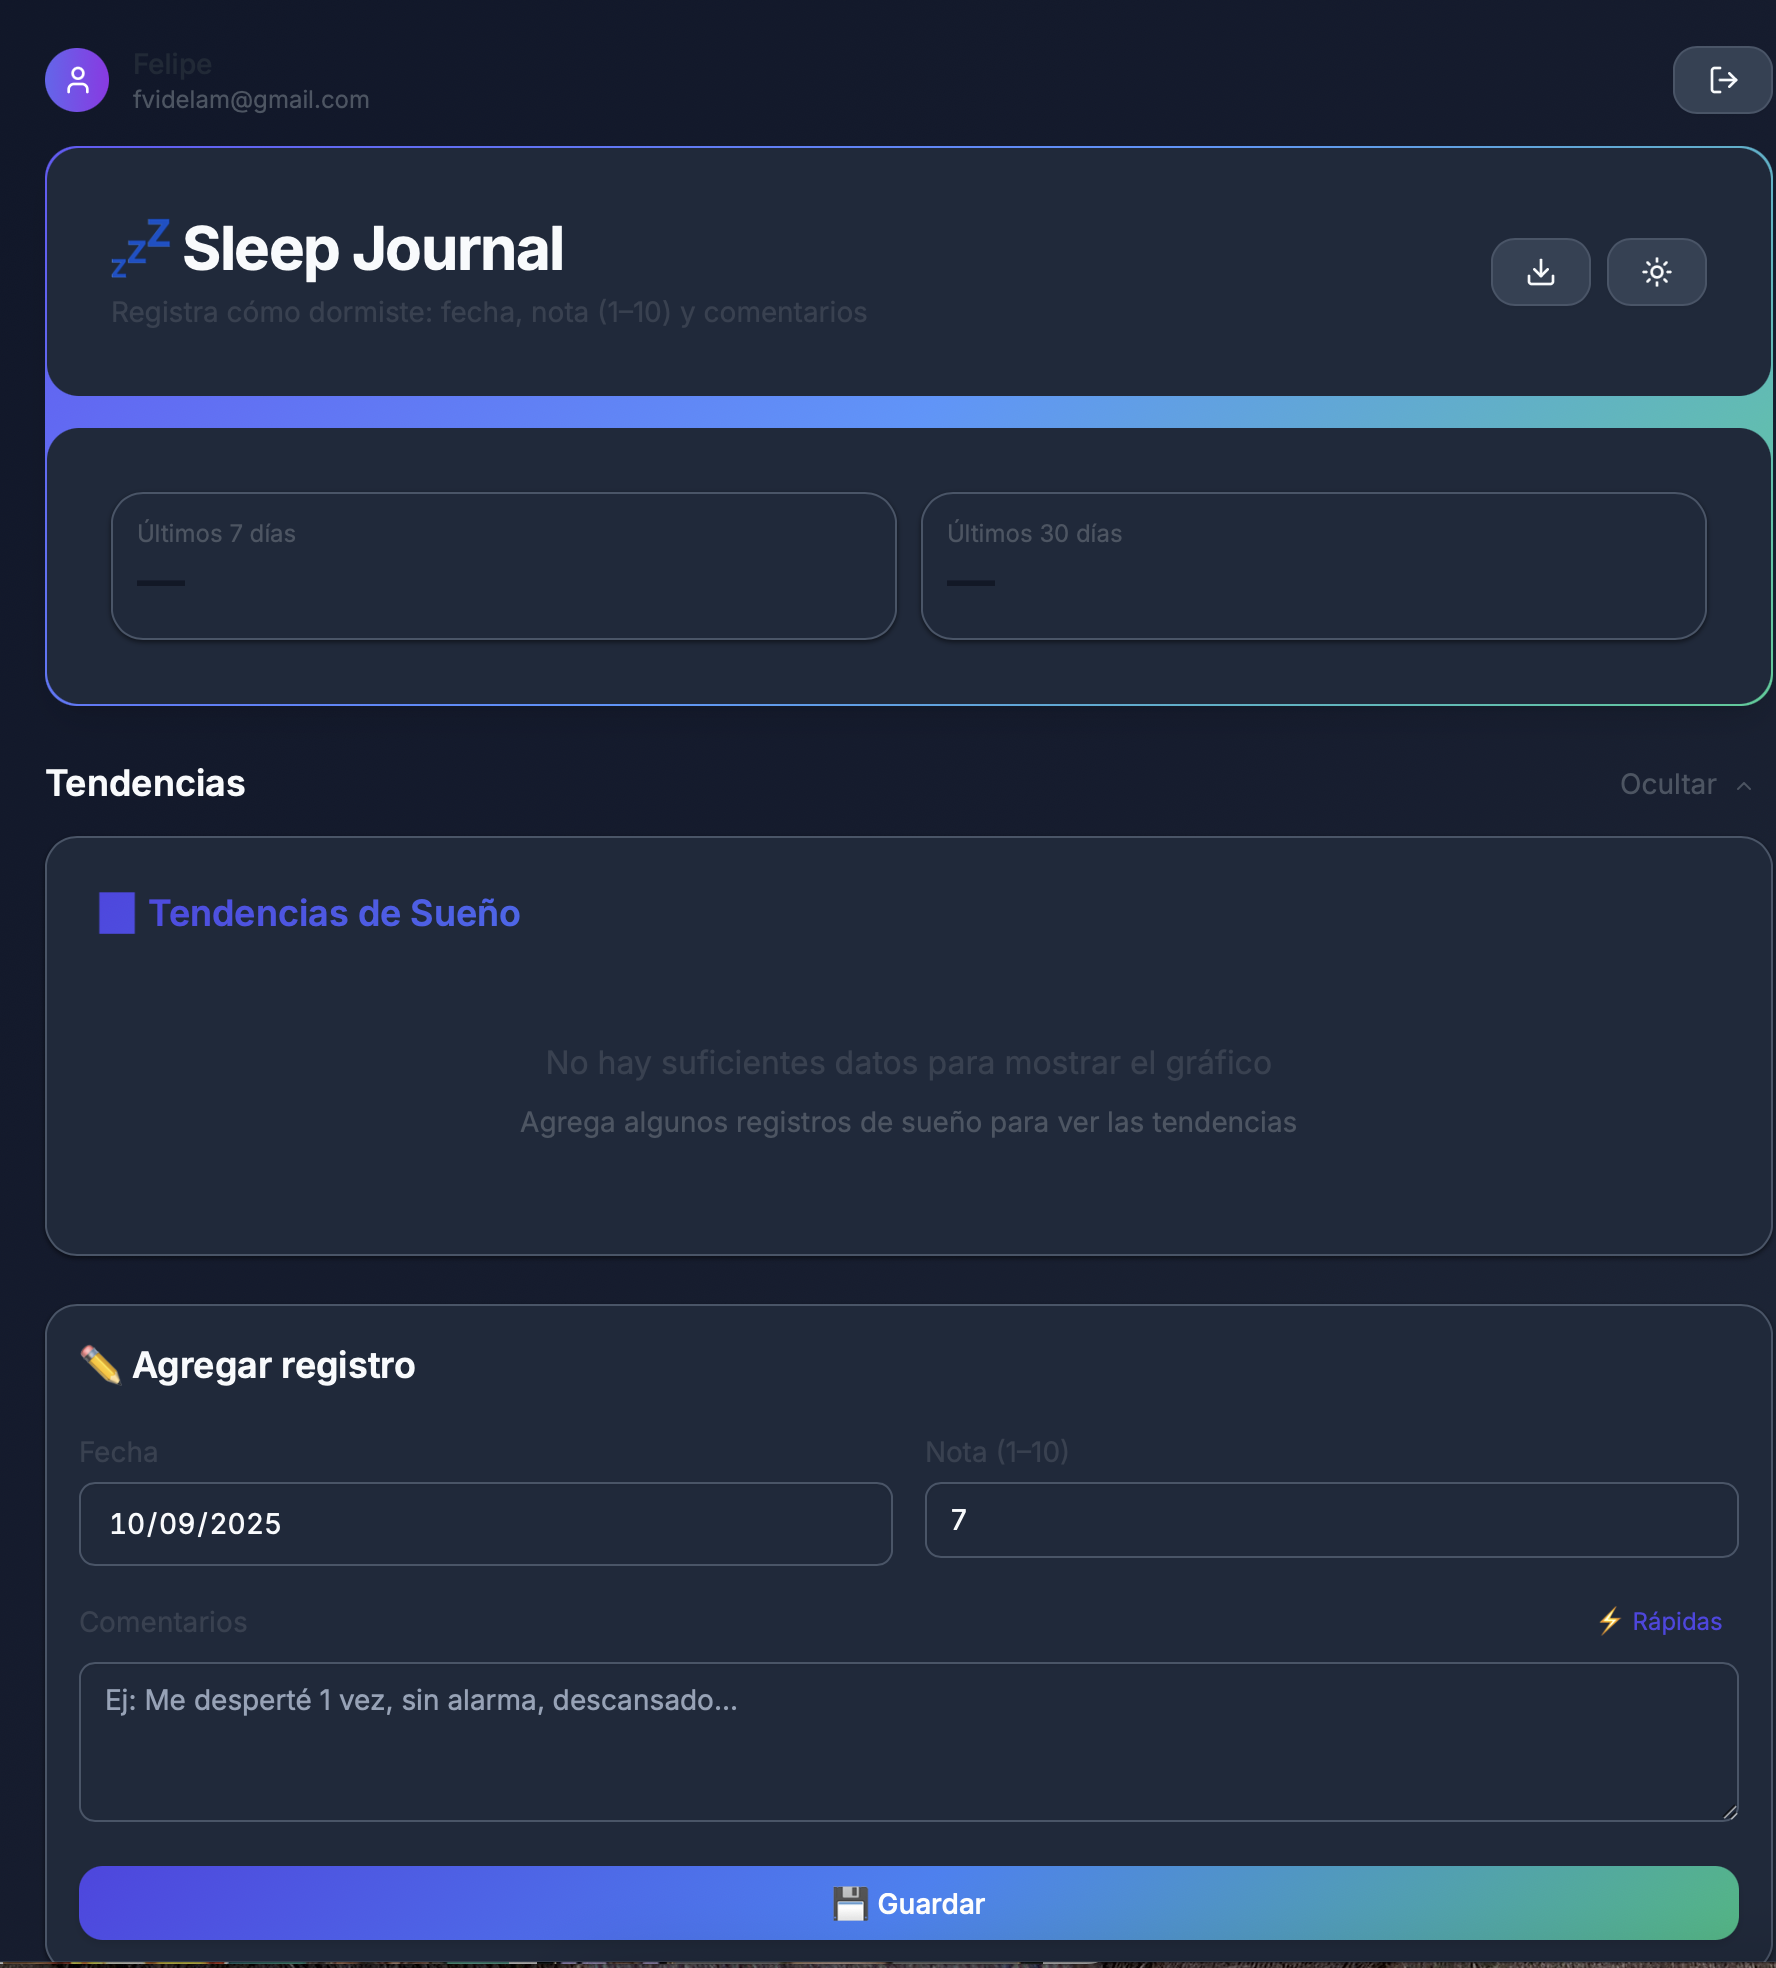 Felipe
fvidelam@gmail.com
💤 Sleep Journal
Registra cómo dormiste: fecha, nota (1–10) y comentarios
Últimos 7 días
—
Últimos 30 días
—
Tendencias
Ocultar
Tendencias de Sueño
No hay suficientes datos para mostrar el gráfico
Agrega algunos registros de sueño para ver las tendencias
✏️ Agregar registro
Fecha
Nota (1–10)
10/09/2025
7
Comentarios
⚡ Rápidas
Ej: Me desperté 1 vez, sin alarma, descansado...
💾 Guardar